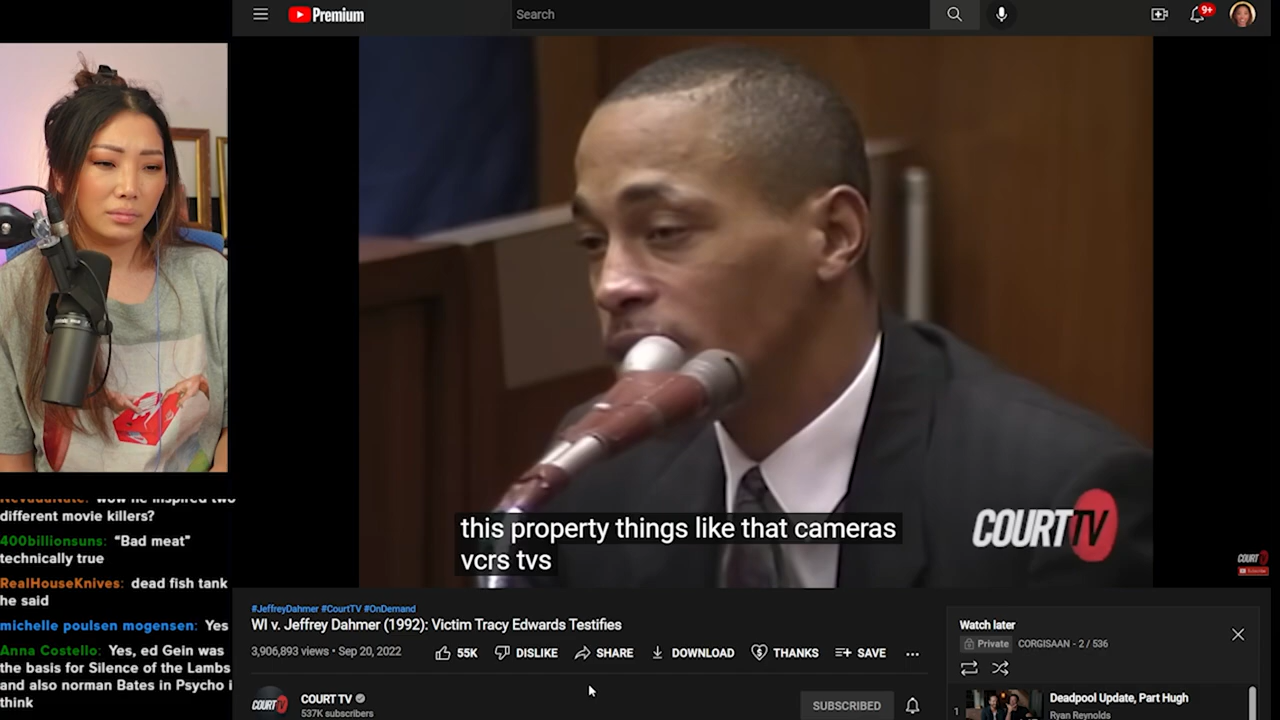 Premium
Search
9+
this property things like that cameras
vcrs tvs
COURT TV
COURT
Subscribe
NevadaNate: wow he inspired two
different movie killers?
400billionsuns: “Bad meat”
technically true
RealHouseKnives: dead fish tank
he said
michelle poulsen mogensen: Yes
Anna Costello: Yes, ed Gein was
the basis for Silence of the Lambs
and also norman Bates in Psycho i
think
#JeffreyDahmer #CourtTV #OnDemand
WI v. Jeffrey Dahmer (1992): Victim Tracy Edwards Testifies
3,906,893 views • Sep 20, 2022
55K
DISLIKE
SHARE
DOWNLOAD
THANKS
SAVE
COURT TV
COURT TV
537K subscribers
SUBSCRIBED
Watch later
Private
CORGISAAN - 2 / 536
1
Deadpool Update, Part Hugh
Ryan Reynolds